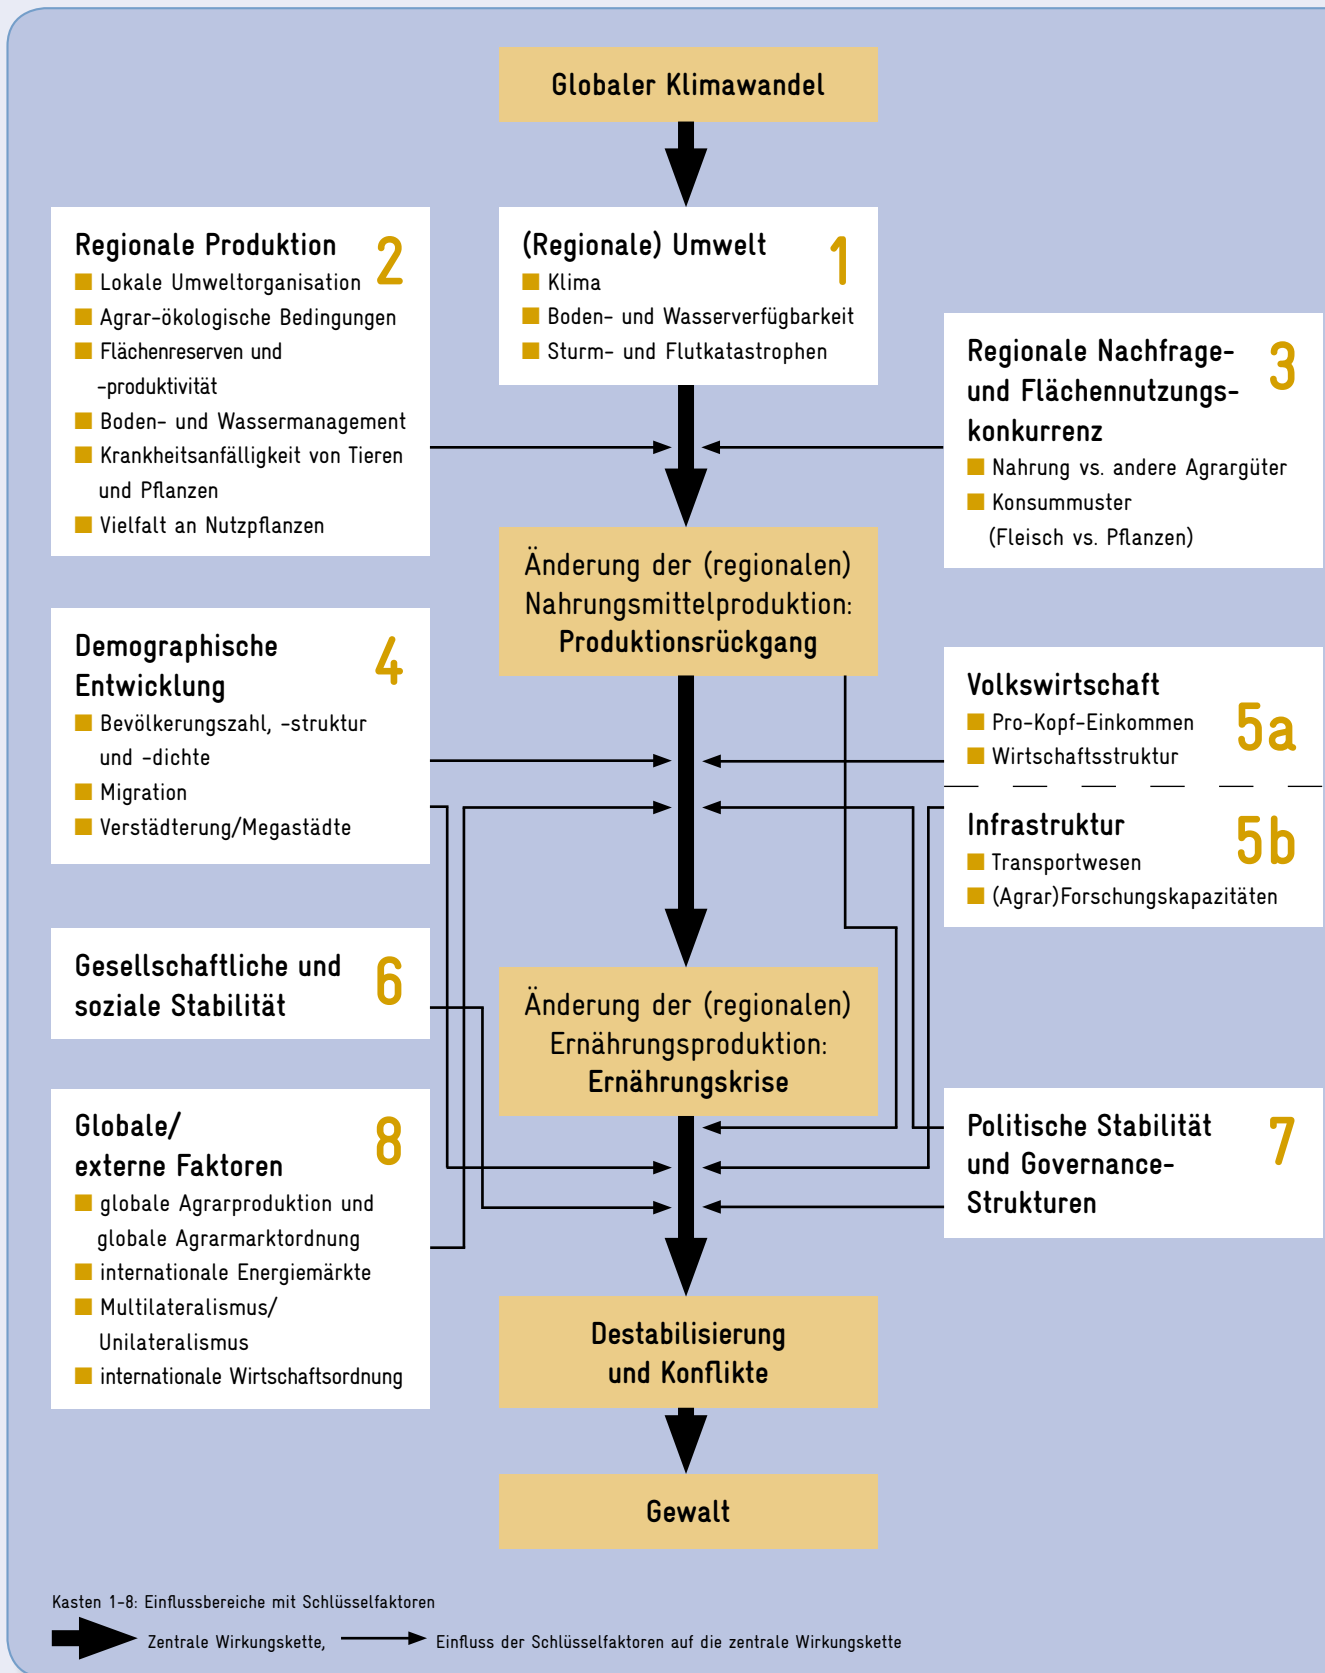 Globaler Klimawandel
(Regionale) Umwelt
1
Klima
Boden- und Wasserverfügbarkeit
Sturm- und Flutkatastrophen
Regionale Produktion
2
Lokale Umweltorganisation
Agrar-ökologische Bedingungen
Flächenreserven und
-produktivität
Boden- und Wassermanagement
Krankheitsanfälligkeit von Tieren
und Pflanzen
Vielfalt an Nutzpflanzen
Regionale Nachfrage-
und Flächennutzungs-
konkurrenz
3
Nahrung vs. andere Agrargüter
Konsummuster
(Fleisch vs. Pflanzen)
Änderung der (regionalen)
Nahrungsmittelproduktion:
Produktionsrückgang
Demographische
Entwicklung
4
Bevölkerungszahl, -struktur
und -dichte
Migration
Verstädterung/Megastädte
Volkswirtschaft
5a
Pro-Kopf-Einkommen
Wirtschaftsstruktur
Infrastruktur
5b
Transportwesen
(Agrar)Forschungskapazitäten
Gesellschaftliche und
soziale Stabilität
6
Änderung der (regionalen)
Ernährungsproduktion:
Ernährungskrise
Politische Stabilität
und Governance-
Strukturen
7
Globale/
externe Faktoren
8
globale Agrarproduktion und
globale Agrarmarktordnung
internationale Energiemärkte
Multilateralismus/
Unilateralismus
internationale Wirtschaftsordnung
Destabilisierung
und Konflikte
Gewalt
Kasten 1-8: Einflussbereiche mit Schlüsselfaktoren
Zentrale Wirkungskette, Einfluss der Schlüsselfaktoren auf die zentrale Wirkungskette